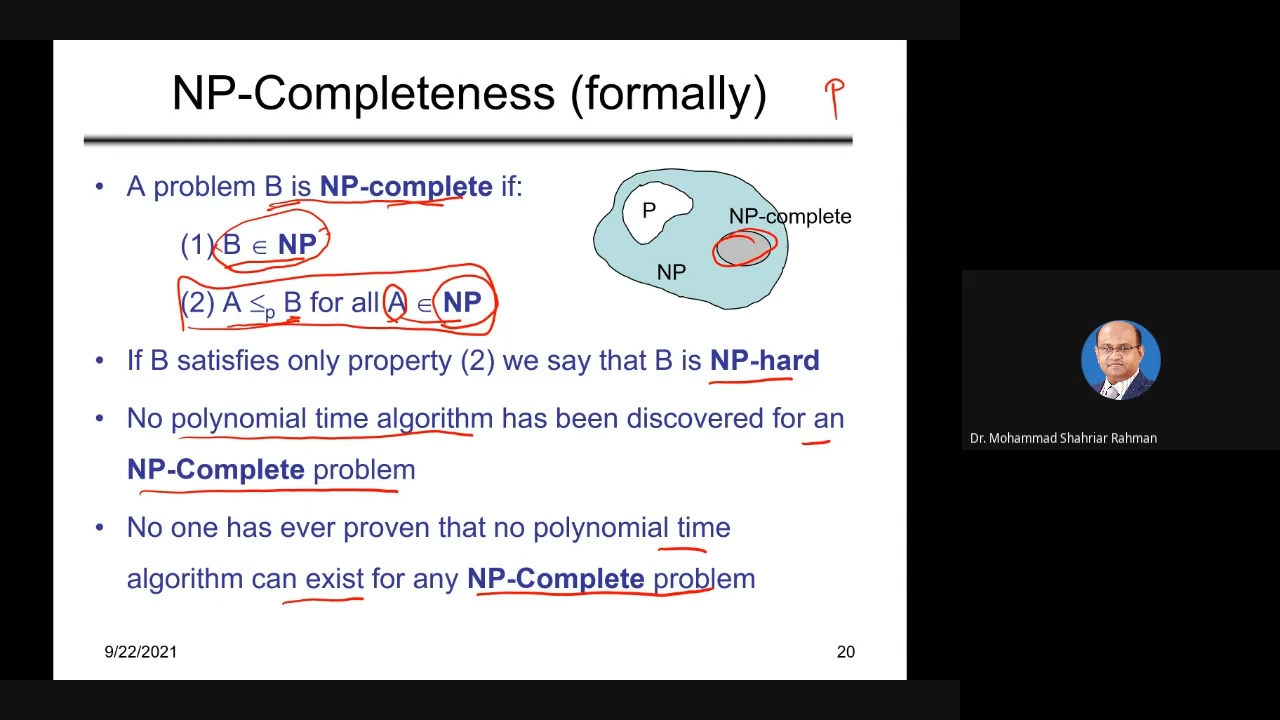 NP-Completeness (formally)
P
• A problem B is NP-complete if:
(1) B ∈ NP
(2) A ≤p B for all A ∈ NP
P
NP-complete
NP
• If B satisfies only property (2) we say that B is NP-hard
• No polynomial time algorithm has been discovered for an
NP-Complete problem
• No one has ever proven that no polynomial time
algorithm can exist for any NP-Complete problem
9/22/2021
20
Dr. Mohammad Shahriar Rahman